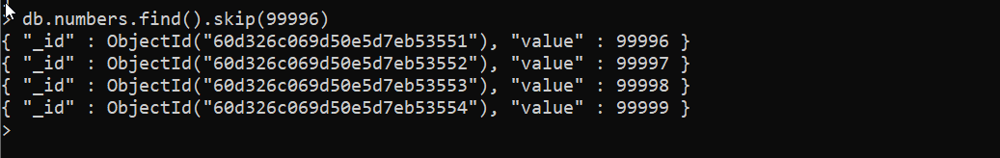 > db.numbers.find().skip(99996)
{ "_id" : ObjectId("60d326c069d50e5d7eb53551"), "value" : 99996 }
{ "_id" : ObjectId("60d326c069d50e5d7eb53552"), "value" : 99997 }
{ "_id" : ObjectId("60d326c069d50e5d7eb53553"), "value" : 99998 }
{ "_id" : ObjectId("60d326c069d50e5d7eb53554"), "value" : 99999 }
>